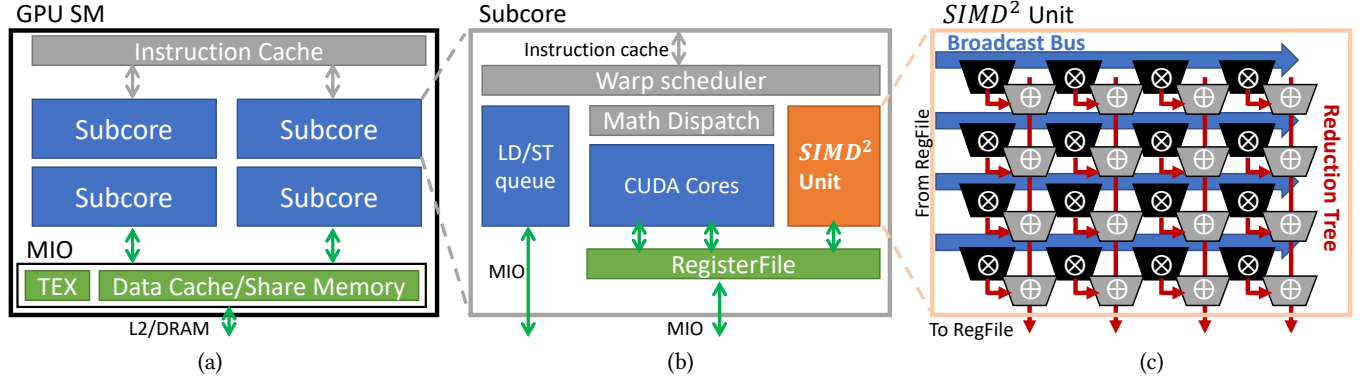 GPU SM
Instruction Cache
Subcore
Subcore
Subcore
Subcore
MIO
TEX
Data Cache/Share Memory
L2/DRAM
(a)
Subcore
Instruction cache
Warp scheduler
LD/ST
queue
Math Dispatch
CUDA Cores
SIMD²
Unit
MIO
RegisterFile
MIO
(b)
SIMD² Unit
Broadcast Bus
From RegFile
⊗ ⊗ ⊗ ⊗
⊕ ⊕ ⊕ ⊕
⊗ ⊗ ⊗ ⊗
⊕ ⊕ ⊕ ⊕
⊗ ⊗ ⊗ ⊗
⊕ ⊕ ⊕ ⊕
⊗ ⊗ ⊗ ⊗
⊕ ⊕ ⊕ ⊕
Reduction Tree
To RegFile
(c)